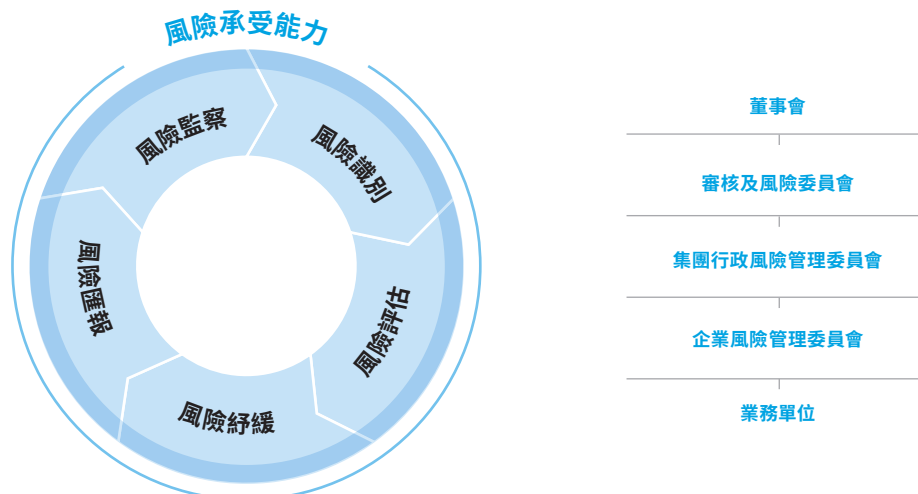 風險承受能力
風險識別
風險評估
風險紓緩
風險匯報
風險監察
董事會
審核及風險委員會
集團行政風險管理委員會
企業風險管理委員會
業務單位